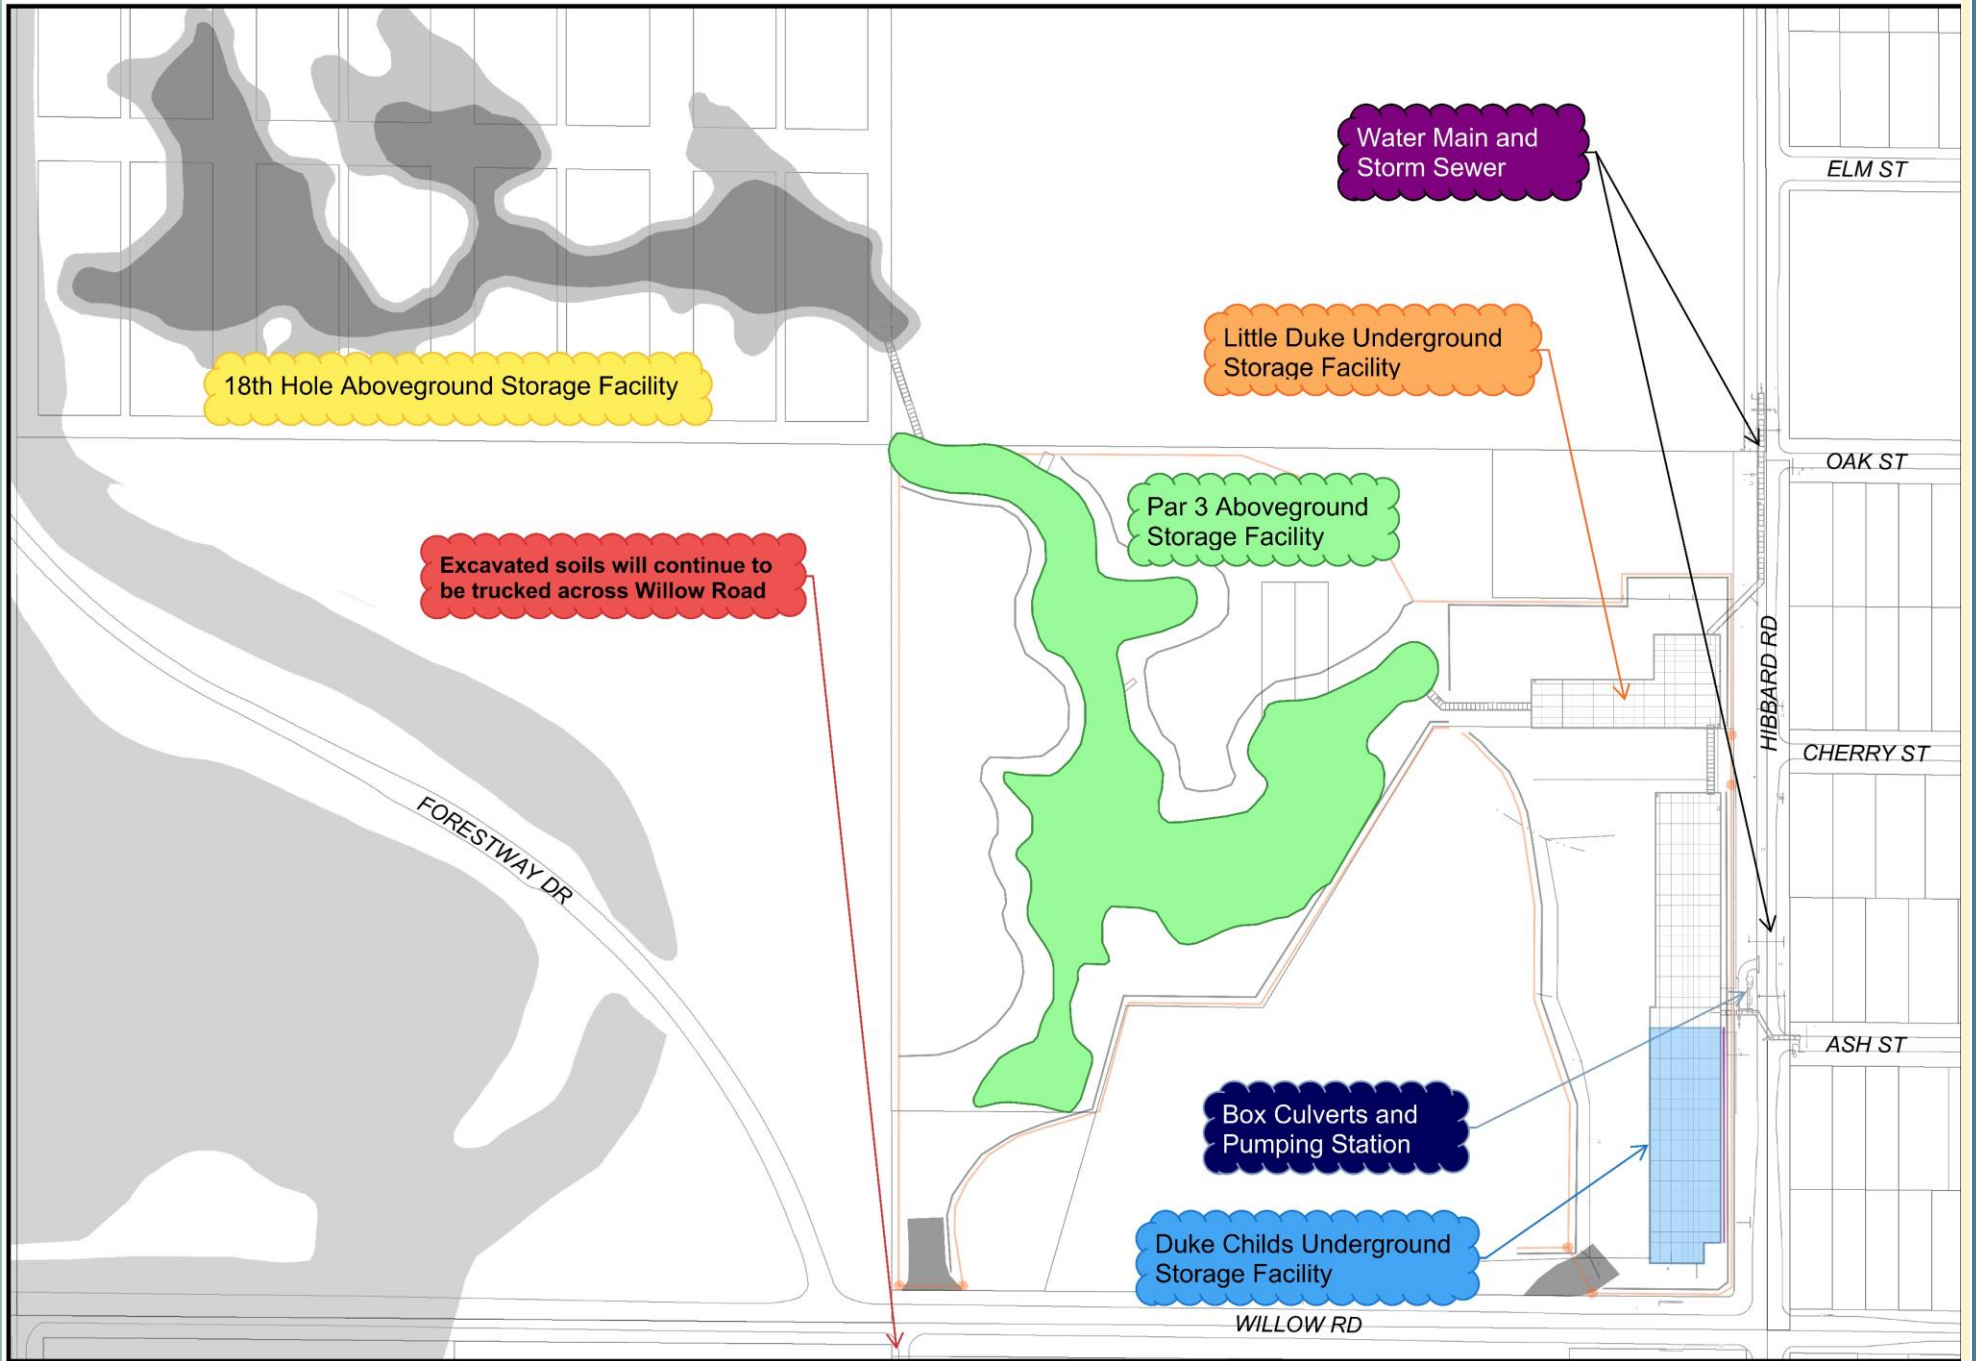 Water Main and
Storm Sewer
ELM ST
Little Duke Underground
Storage Facility
18th Hole Aboveground Storage Facility
OAK ST
Par 3 Aboveground
Storage Facility
Excavated soils will continue to
be trucked across Willow Road
HIBBARD RD
CHERRY ST
FORESTWAY DR
ASH ST
Box Culverts and
Pumping Station
Duke Childs Underground
Storage Facility
WILLOW RD